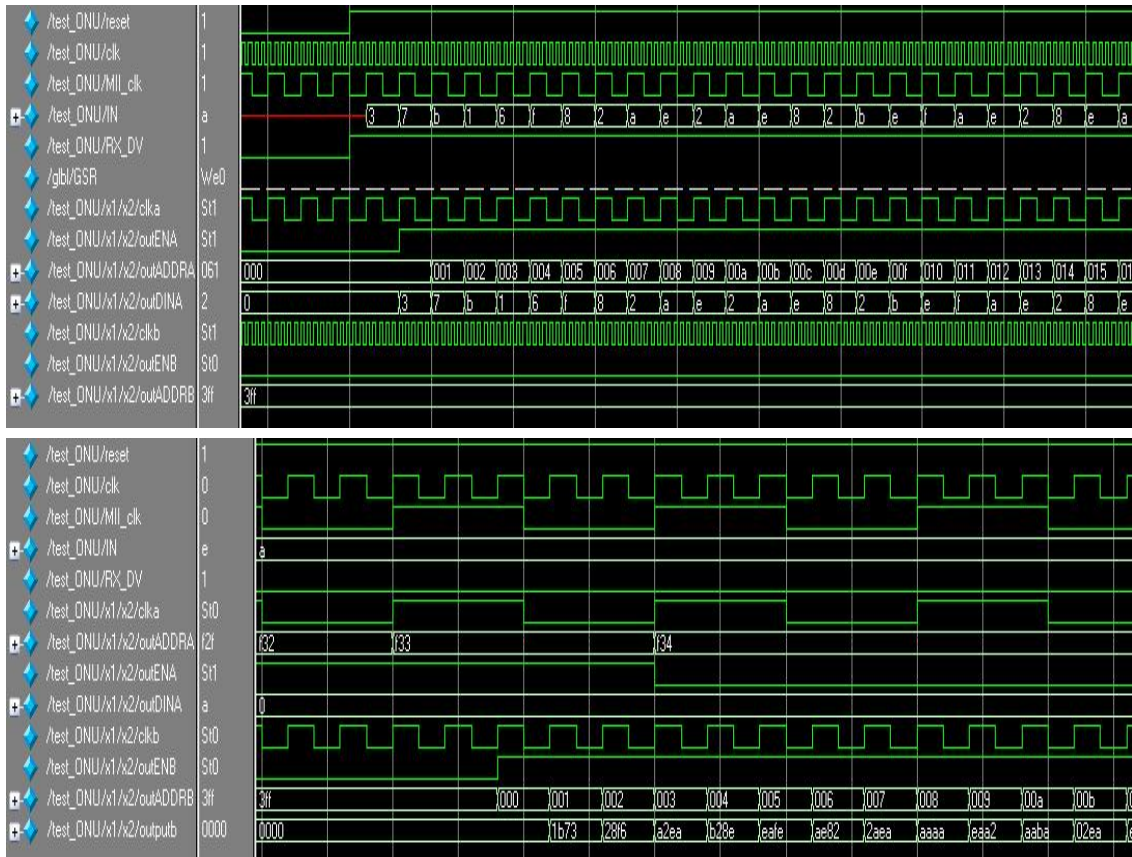 /test_ONU/reset 1
/test_ONU/clk 1
/test_ONU/MII_clk 1
/test_ONU/IN a 3 7 b 1 6 f 8 2 a e 2 a e 8 2 b e f a e 2 8 e a
/test_ONU/RX_DV 1
/glbl/GSR We0
/test_ONU/x1/x2/clka St1
/test_ONU/x1/x2/outENA St1
/test_ONU/x1/x2/outADDRA 061 000 001 002 003 004 005 006 007 008 009 00a 00b 00c 00d 00e 00f 010 011 012 013 014 015 01
/test_ONU/x1/x2/outDINA 2 0 3 7 b 1 6 f 8 2 a e 2 a e 8 2 b e f a e 2 8 e
/test_ONU/x1/x2/clkb St1
/test_ONU/x1/x2/outENB St0
/test_ONU/x1/x2/outADDRB 3ff 3ff
/test_ONU/reset 1
/test_ONU/clk 0
/test_ONU/MII_clk 0
/test_ONU/IN e a
/test_ONU/RX_DV 1
/test_ONU/x1/x2/clka St0
/test_ONU/x1/x2/outADDRA f2f f32 f33 f34
/test_ONU/x1/x2/outENA St1
/test_ONU/x1/x2/outDINA a 0
/test_ONU/x1/x2/clkb St0
/test_ONU/x1/x2/outENB St0
/test_ONU/x1/x2/outADDRB 3ff 3ff 000 001 002 003 004 005 006 007 008 009 00a 00b
/test_ONU/x1/x2/outputb 0000 0000 1b73 28f6 a2ea b28e eafe ae82 2aea aaaa eaa2 aaba 02ea